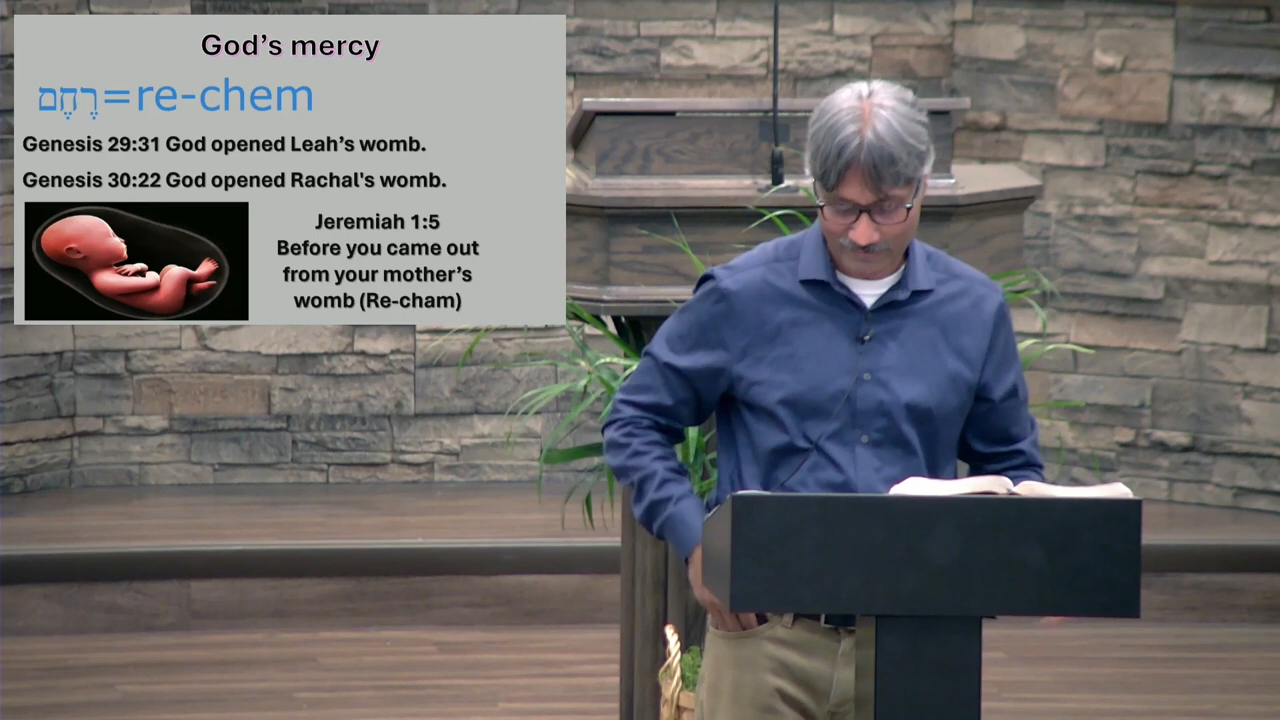 God's mercy
רֶחֶם=re-chem
Genesis 29:31 God opened Leah's womb.
Genesis 30:22 God opened Rachal's womb.
Jeremiah 1:5
Before you came out
from your mother's
womb (Re-cham)